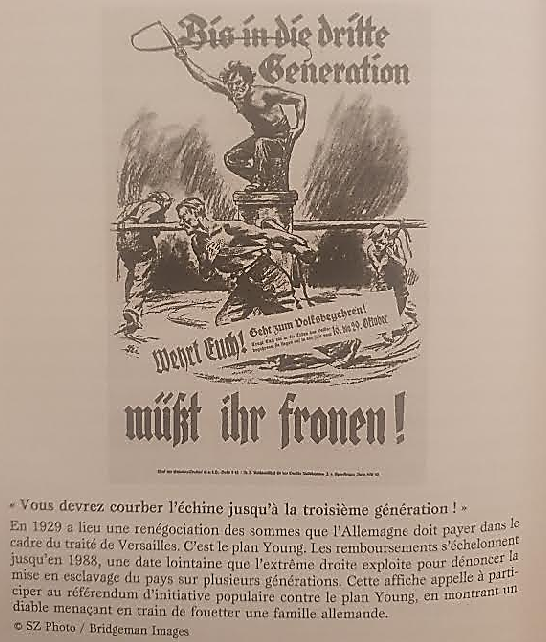 Bis in die dritte
Generation
Wehrt Euch!
Geht zum Volksbegehren!
16. bis 29. Oktober
müßt ihr fronen!
« Vous devrez courber l'échine jusqu'à la troisième génération ! »
En 1929 a lieu une renégociation des sommes que l'Allemagne doit payer dans le
cadre du traité de Versailles. C'est le plan Young. Les remboursements s'échelonnent
jusqu'en 1988, une date lointaine que l'extrême droite exploite pour dénoncer la
mise en esclavage du pays sur plusieurs générations. Cette affiche appelle à parti-
ciper au référendum d'initiative populaire contre le plan Young, en montrant un
diable menaçant en train de fouetter une famille allemande.
© SZ Photo / Bridgeman Images